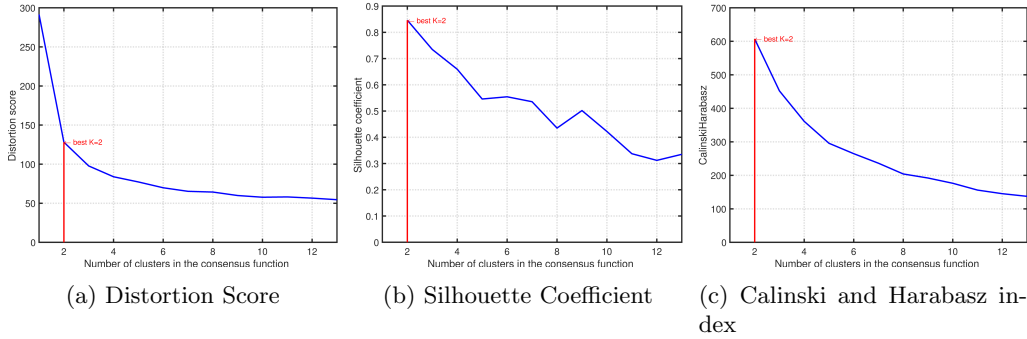 300
250
200
150
100
50
0
2 4 6 8 10 12
Distortion score
Number of clusters in the consensus function
← best K=2
(a) Distortion Score
0.9
0.8
0.7
0.6
0.5
0.4
0.3
0.2
0.1
0
2 4 6 8 10 12
Silhouette coefficient
Number of clusters in the consensus function
← best K=2
(b) Silhouette Coefficient
700
600
500
400
300
200
100
0
2 4 6 8 10 12
CalinskiHarabasz
Number of clusters in the consensus function
← best K=2
(c) Calinski and Harabasz in-
dex